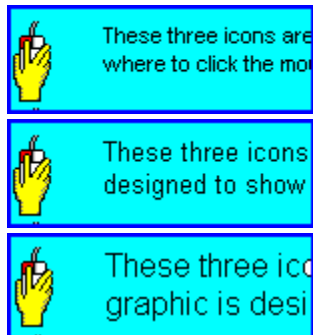 These three icons are
where to click the mou
These three icons
designed to show
These three ico
graphic is desi